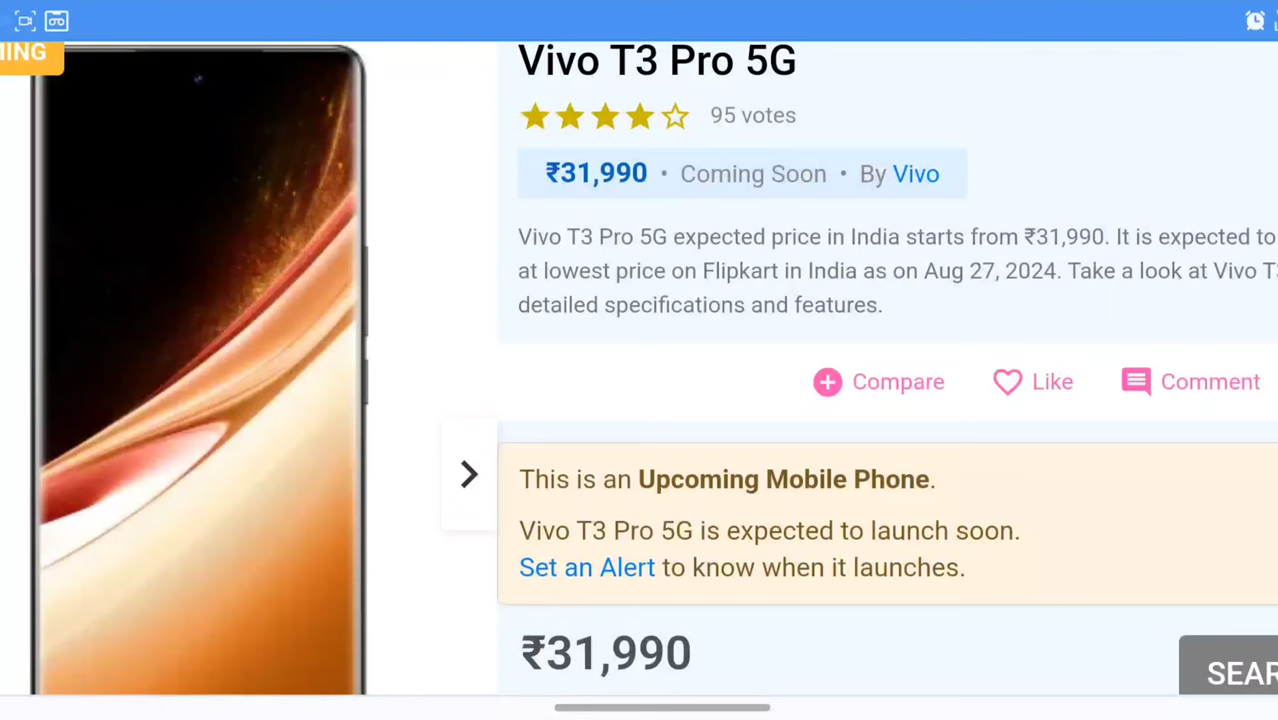 MING
Vivo T3 Pro 5G
95 votes
₹31,990 • Coming Soon • By Vivo
Vivo T3 Pro 5G expected price in India starts from ₹31,990. It is expected to
at lowest price on Flipkart in India as on Aug 27, 2024. Take a look at Vivo T3
detailed specifications and features.
Compare Like Comment
This is an Upcoming Mobile Phone.
Vivo T3 Pro 5G is expected to launch soon.
Set an Alert to know when it launches.
₹31,990
SEAR